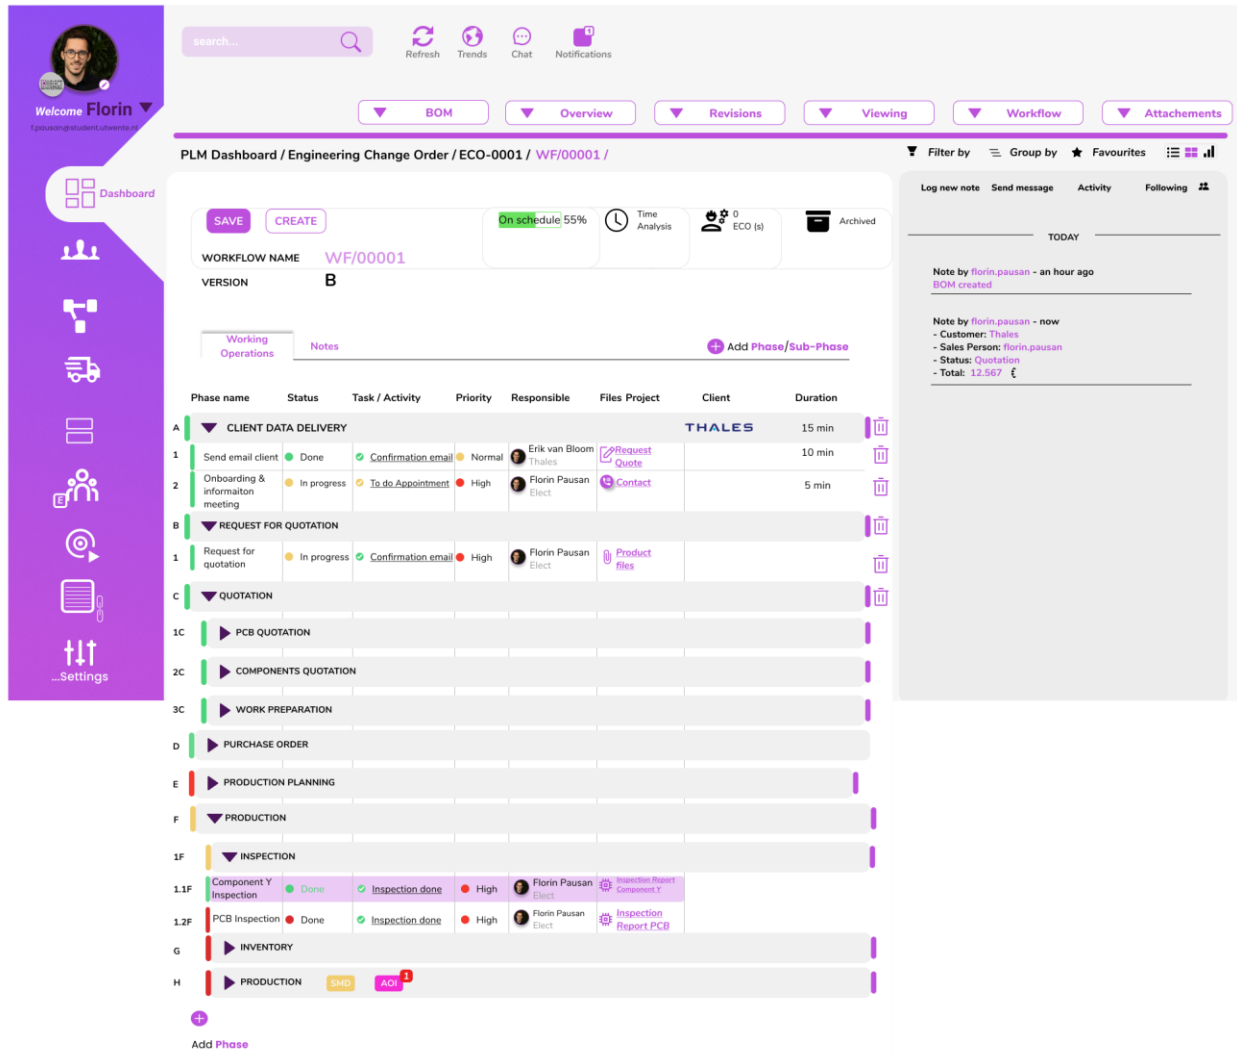 search...
Refresh
Trends
Chat
Notifications
Welcome Florin
f.pausan@student.utwente.nl
BOM
Overview
Revisions
Viewing
Workflow
Attachements
PLM Dashboard / Engineering Change Order / ECO-0001 / WF/00001 /
Filter by
Group by
Favourites
Dashboard
...Settings
Log new note
Send message
Activity
Following
SAVE
CREATE
On schedule 55%
Time
Analysis
0
ECO (s)
Archived
WORKFLOW NAME WF/00001
VERSION B
TODAY
Note by florin.pausan - an hour ago
BOM created
Note by florin.pausan - now
- Customer: Thales
- Sales Person: florin.pausan
- Status: Quotation
- Total: 12.567 €
Working
Operations
Notes
Add Phase/Sub-Phase
Phase name Status Task / Activity Priority Responsible Files Project Client Duration
A CLIENT DATA DELIVERY THALES 15 min
1 Send email client Done Confirmation email Normal Erik van Bloom Request 10 min
Thales Quote
2 Onboarding & In progress To do Appointment High Florin Pausan Contact 5 min
informaiton Elect
meeting
B REQUEST FOR QUOTATION
1 Request for In progress Confirmation email High Florin Pausan Product
quotation Elect files
C QUOTATION
1C PCB QUOTATION
2C COMPONENTS QUOTATION
3C WORK PREPARATION
D PURCHASE ORDER
E PRODUCTION PLANNING
F PRODUCTION
1F INSPECTION
1.1F Component Y Done Inspection done High Florin Pausan Inspection Report
Inspection Elect Component Y
1.2F PCB Inspection Done Inspection done High Florin Pausan Inspection
Elect Report PCB
G INVENTORY
H PRODUCTION SMD AOI 1
Add Phase